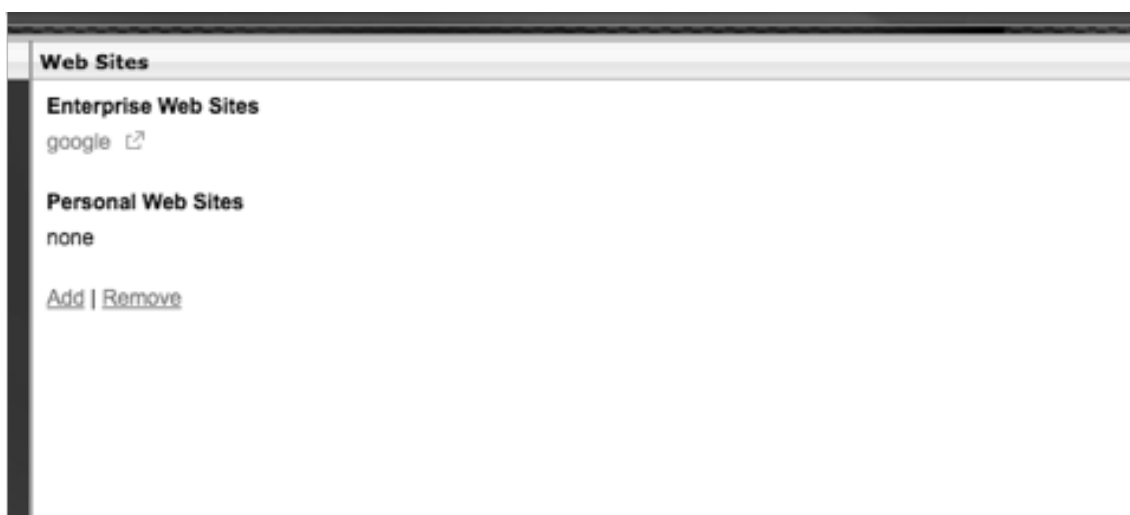 Web Sites
Enterprise Web Sites
google
Personal Web Sites
none
Add | Remove